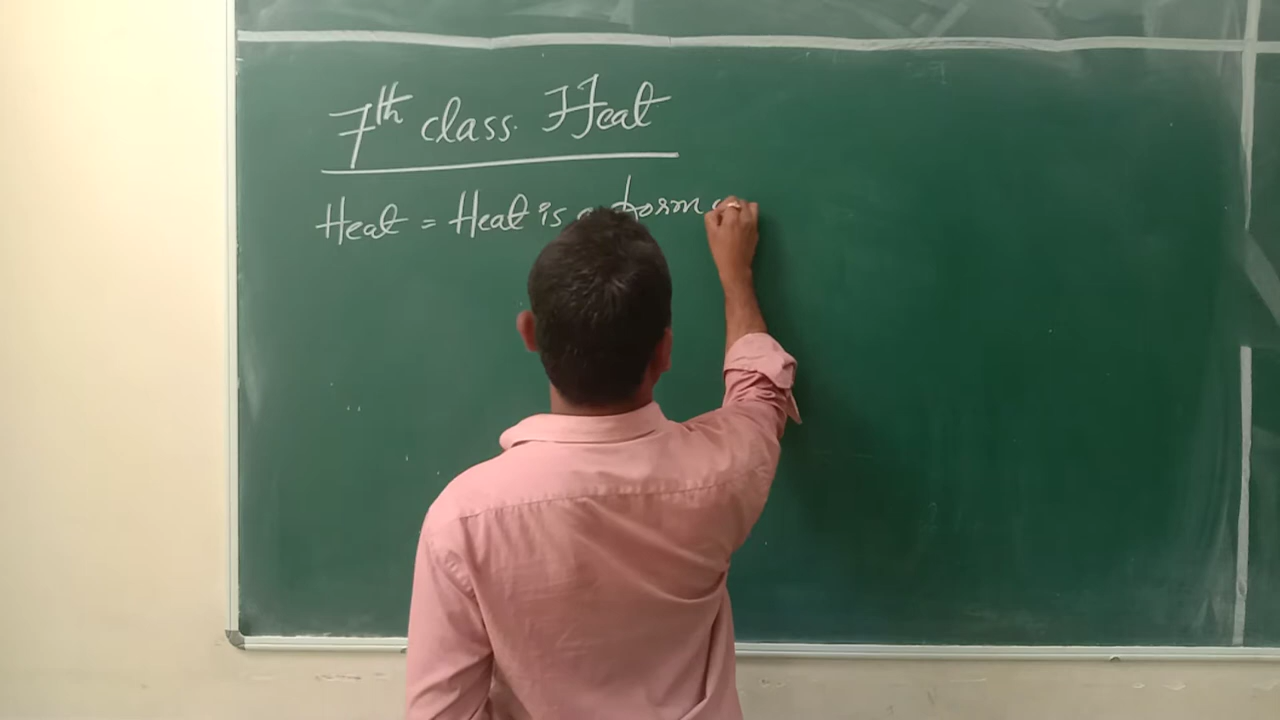 7th class. Heat
Heat = Heat is a form